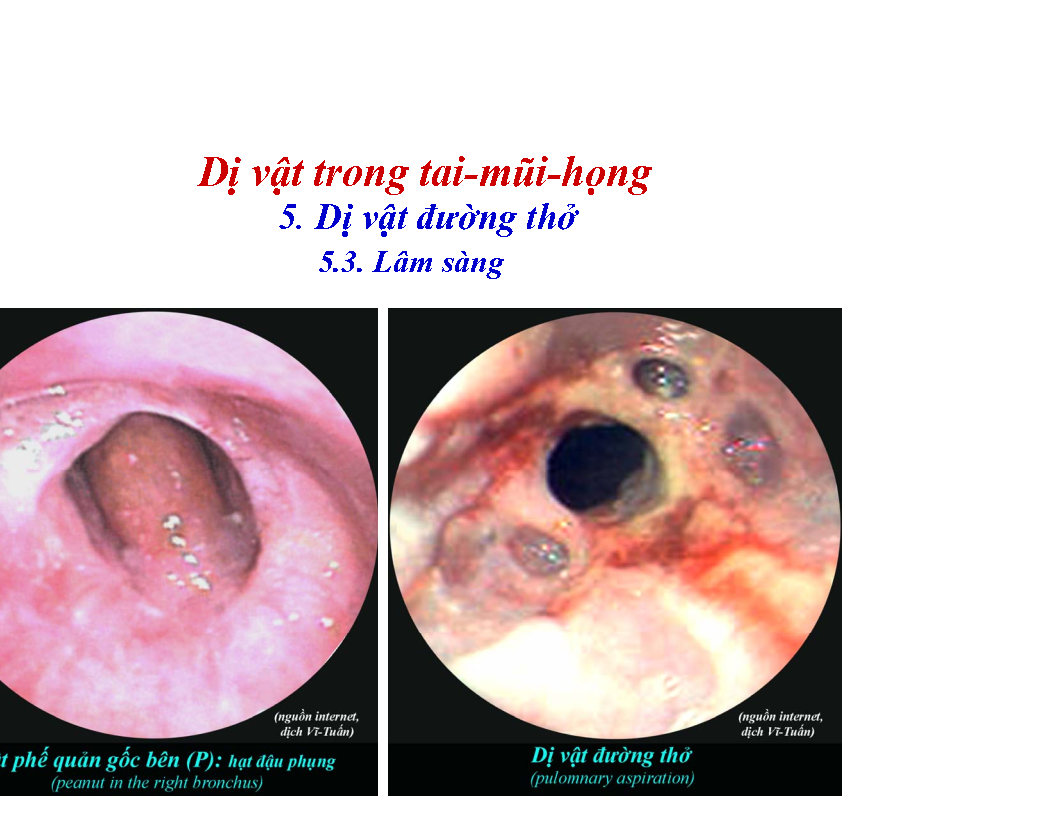 Dị vật trong tai-mũi-họng
5. Dị vật đường thở
5.3. Lâm sàng
(nguồn internet,
dịch Vĩ-Tuấn)
phế quản gốc bên (P): hạt đậu phụng
(peanut in the right bronchus)
(nguồn internet,
dịch Vĩ-Tuấn)
Dị vật đường thở
(pulomnary aspiration)